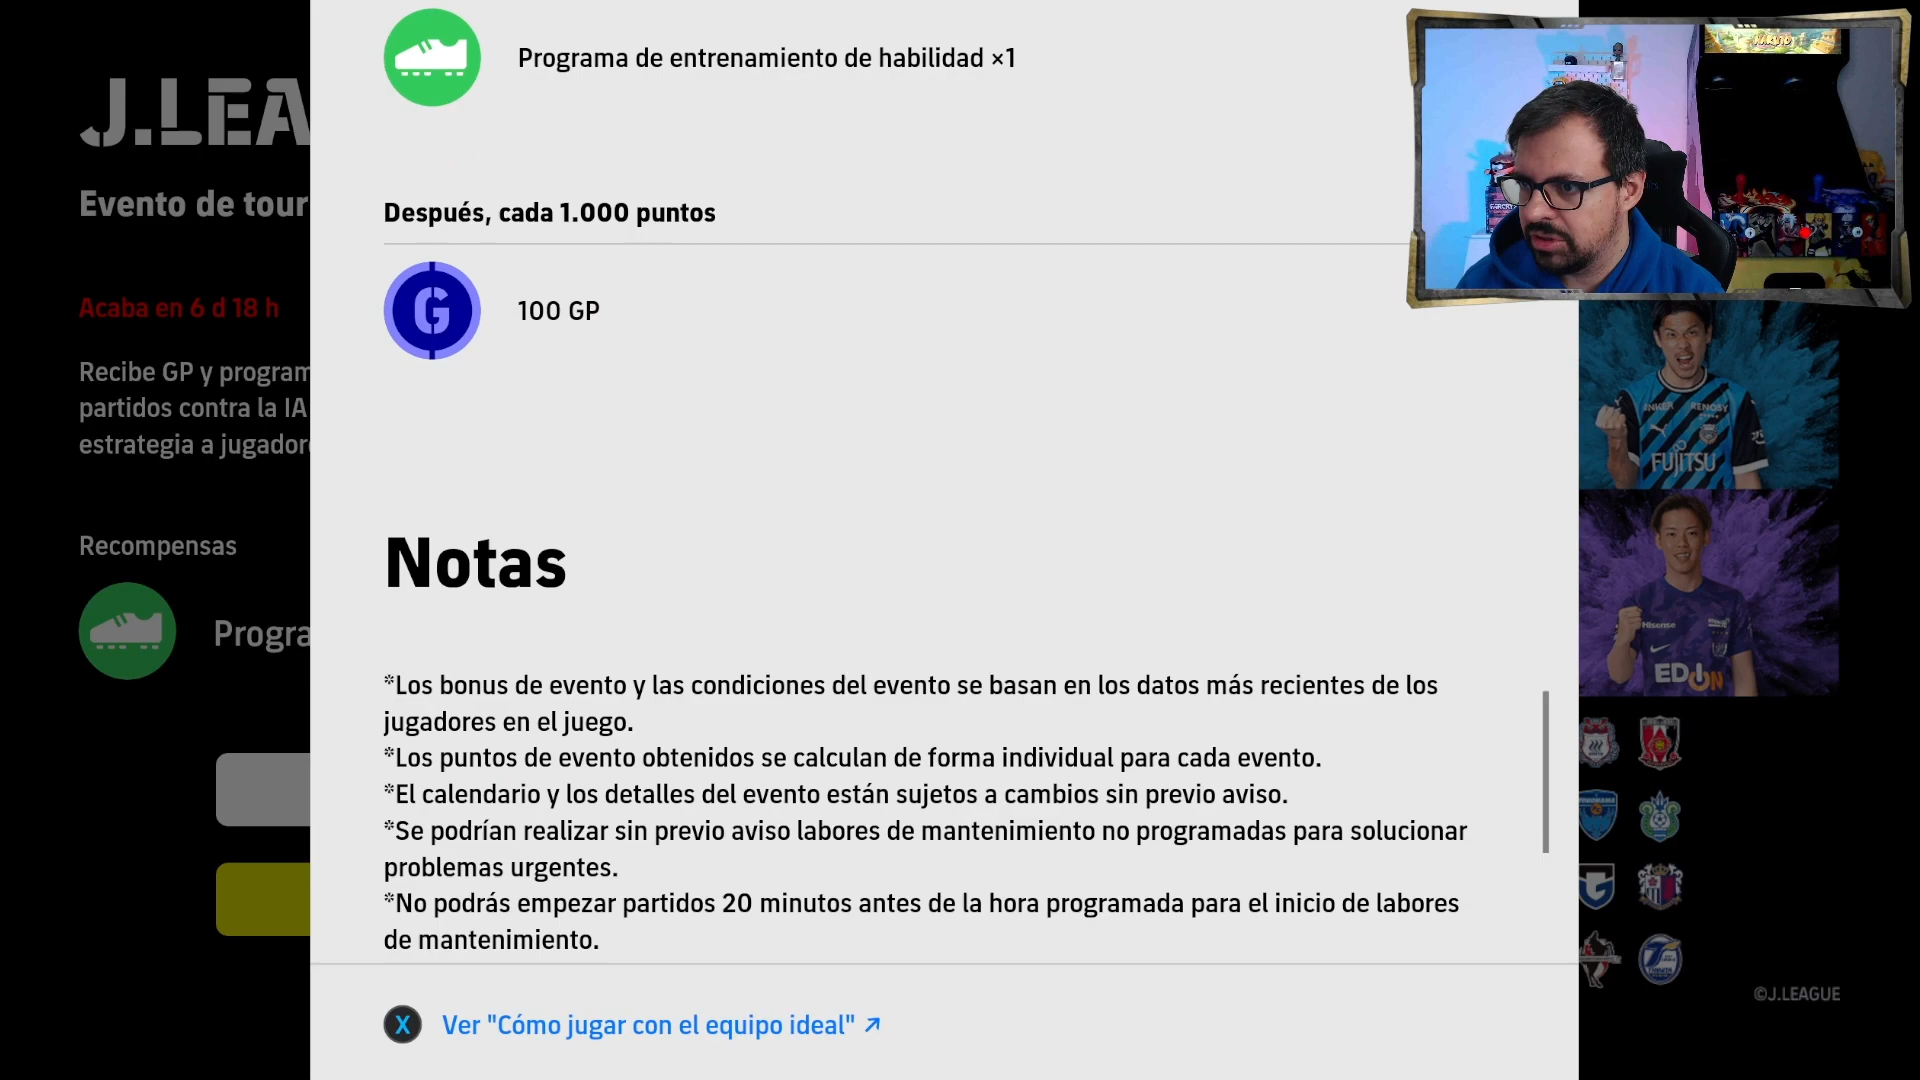 Programa de entrenamiento de habilidad ×1
J.LEA
Después, cada 1.000 puntos
Evento de tour
100 GP
Acaba en 6 d 18 h
Recibe GP y program
partidos contra la IA
estrategia a jugador
ANKER RENOSY
FUJITSU
Recompensas
Notas
Progra
Hisense
EDION
*Los bonus de evento y las condiciones del evento se basan en los datos más recientes de los
jugadores en el juego.
*Los puntos de evento obtenidos se calculan de forma individual para cada evento.
*El calendario y los detalles del evento están sujetos a cambios sin previo aviso.
*Se podrían realizar sin previo aviso labores de mantenimiento no programadas para solucionar
problemas urgentes.
*No podrás empezar partidos 20 minutos antes de la hora programada para el inicio de labores
de mantenimiento.
©J.LEAGUE
X Ver "Cómo jugar con el equipo ideal"